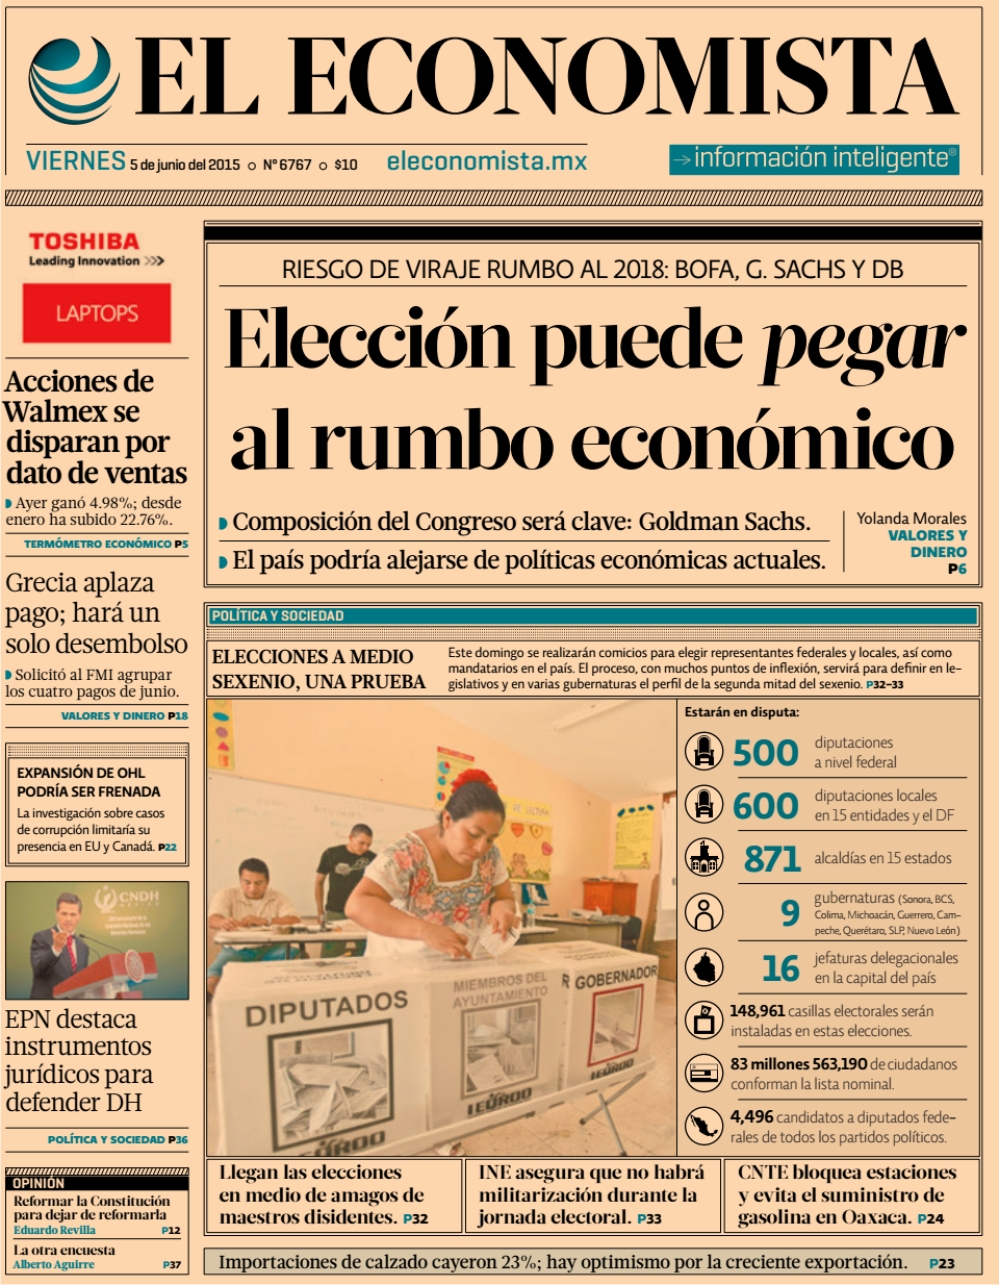 EL ECONOMISTA
VIERNES 5 de junio del 2015 o N° 6767 o $10 eleconomista.mx → información inteligente®
TOSHIBA
Leading Innovation >>>
LAPTOPS
Acciones de
Walmex se
disparan por
dato de ventas
Ayer ganó 4.98%; desde
enero ha subido 22.76%.
TERMÓMETRO ECONÓMICO P5
Grecia aplaza
pago; hará un
solo desembolso
Solicitó al FMI agrupar
los cuatro pagos de junio.
VALORES Y DINERO P18
EXPANSIÓN DE OHL
PODRÍA SER FRENADA
La investigación sobre casos
de corrupción limitaría su
presencia en EU y Canadá. P22
CNDH
MÉXICO
EPN destaca
instrumentos
jurídicos para
defender DH
POLÍTICA Y SOCIEDAD P36
OPINIÓN
Reformar la Constitución
para dejar de reformarla
Eduardo Revilla P12
La otra encuesta
Alberto Aguirre P37
RIESGO DE VIRAJE RUMBO AL 2018: BOFA, G. SACHS Y DB
Elección puede pegar
al rumbo económico
Composición del Congreso será clave: Goldman Sachs.
El país podría alejarse de políticas económicas actuales.
Yolanda Morales
VALORES Y
DINERO
P6
POLÍTICA Y SOCIEDAD
ELECCIONES A MEDIO
SEXENIO, UNA PRUEBA
Este domingo se realizarán comicios para elegir representantes federales y locales, así como
mandatarios en el país. El proceso, con muchos puntos de inflexión, servirá para definir en le-
gislativos y en varias gubernaturas el perfil de la segunda mitad del sexenio. P32-33
DIPUTADOS
MIEMBROS DEL
AYUNTAMIENTO
R GOBERNADOR
Estarán en disputa:
500 diputaciones
a nivel federal
600 diputaciones locales
en 15 entidades y el DF
871 alcaldías en 15 estados
9 gubernaturas (Sonora, BCS,
Colima, Michoacán, Guerrero, Cam-
peche, Querétaro, SLP, Nuevo León)
16 jefaturas delegacionales
en la capital del país
148,961 casillas electorales serán
instaladas en estas elecciones.
83 millones 563,190 de ciudadanos
conforman la lista nominal.
4,496 candidatos a diputados fede-
rales de todos los partidos políticos.
Llegan las elecciones
en medio de amagos de
maestros disidentes. P32
INE asegura que no habrá
militarización durante la
jornada electoral. P33
CNTE bloquea estaciones
y evita el suministro de
gasolina en Oaxaca. P24
Importaciones de calzado cayeron 23%; hay optimismo por la creciente exportación. P23